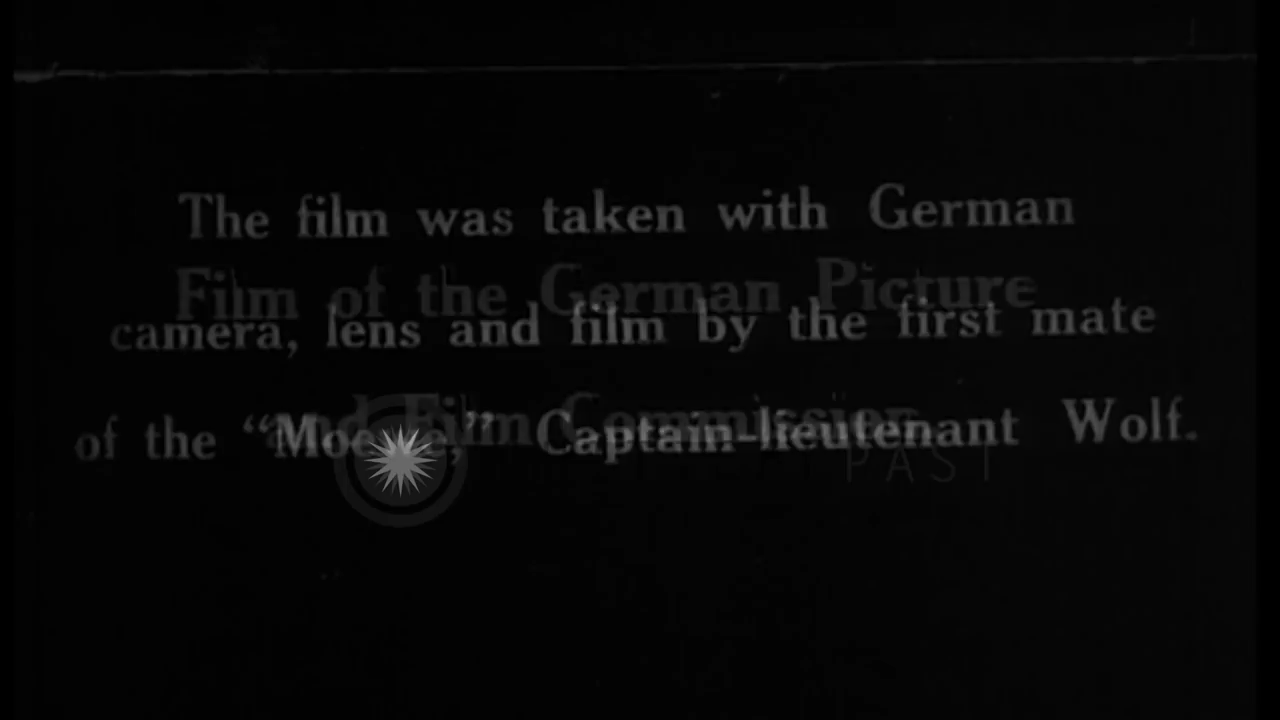 The film was taken with German
Film of the German Picture
camera, lens and film by the first mate
and Film Commission
of the Captain-lieutenant Wolf.
PAST